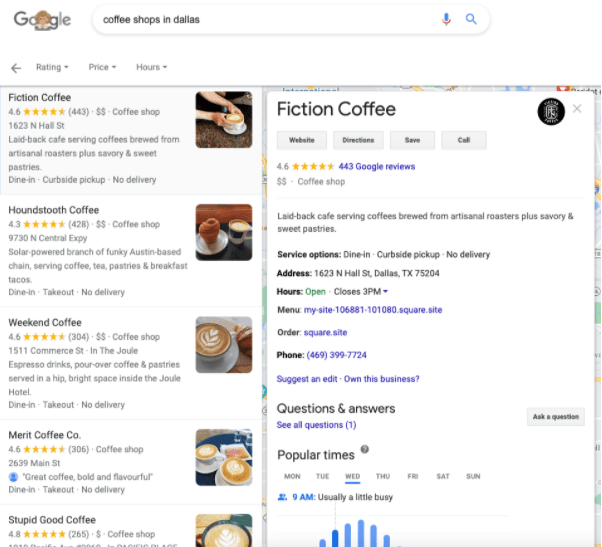 Google
coffee shops in dallas
Rating
Price
Hours
Fiction Coffee
4.6 (443) · $$ · Coffee shop
1623 N Hall St
Laid-back cafe serving coffees brewed from
artisanal roasters plus savory & sweet
pastries.
Dine-in · Curbside pickup · No delivery
Houndstooth Coffee
4.3 (428) · $$ · Coffee shop
9730 N Central Expy
Solar-powered branch of funky Austin-based
chain, serving coffee, tea, pastries & breakfast
tacos.
Dine-in · Takeout · No delivery
Weekend Coffee
4.6 (304) · $$ · Coffee shop
1511 Commerce St · In The Joule
Espresso drinks, pour-over coffee & pastries
served in a hip, bright space inside the Joule
Hotel.
Dine-in · Takeout · No delivery
Merit Coffee Co.
4.6 (306) · Coffee shop
2639 Main St
"Great coffee, bold and flavourful"
Dine-in · Takeout · No delivery
Stupid Good Coffee
4.8 (265) · $ · Coffee shop
International
Fiction Coffee
Website
Directions
Save
Call
4.6 443 Google reviews
$$ · Coffee shop
Laid-back cafe serving coffees brewed from artisanal roasters plus savory &
sweet pastries.
Service options: Dine-in · Curbside pickup · No delivery
Address: 1623 N Hall St, Dallas, TX 75204
Hours: Open · Closes 3PM
Menu: my-site-106881-101080.square.site
Order: square.site
Phone: (469) 399-7724
Suggest an edit · Own this business?
Questions & answers
See all questions (1)
Ask a question
Popular times
MON TUE WED THU FRI SAT SUN
9 AM: Usually a little busy